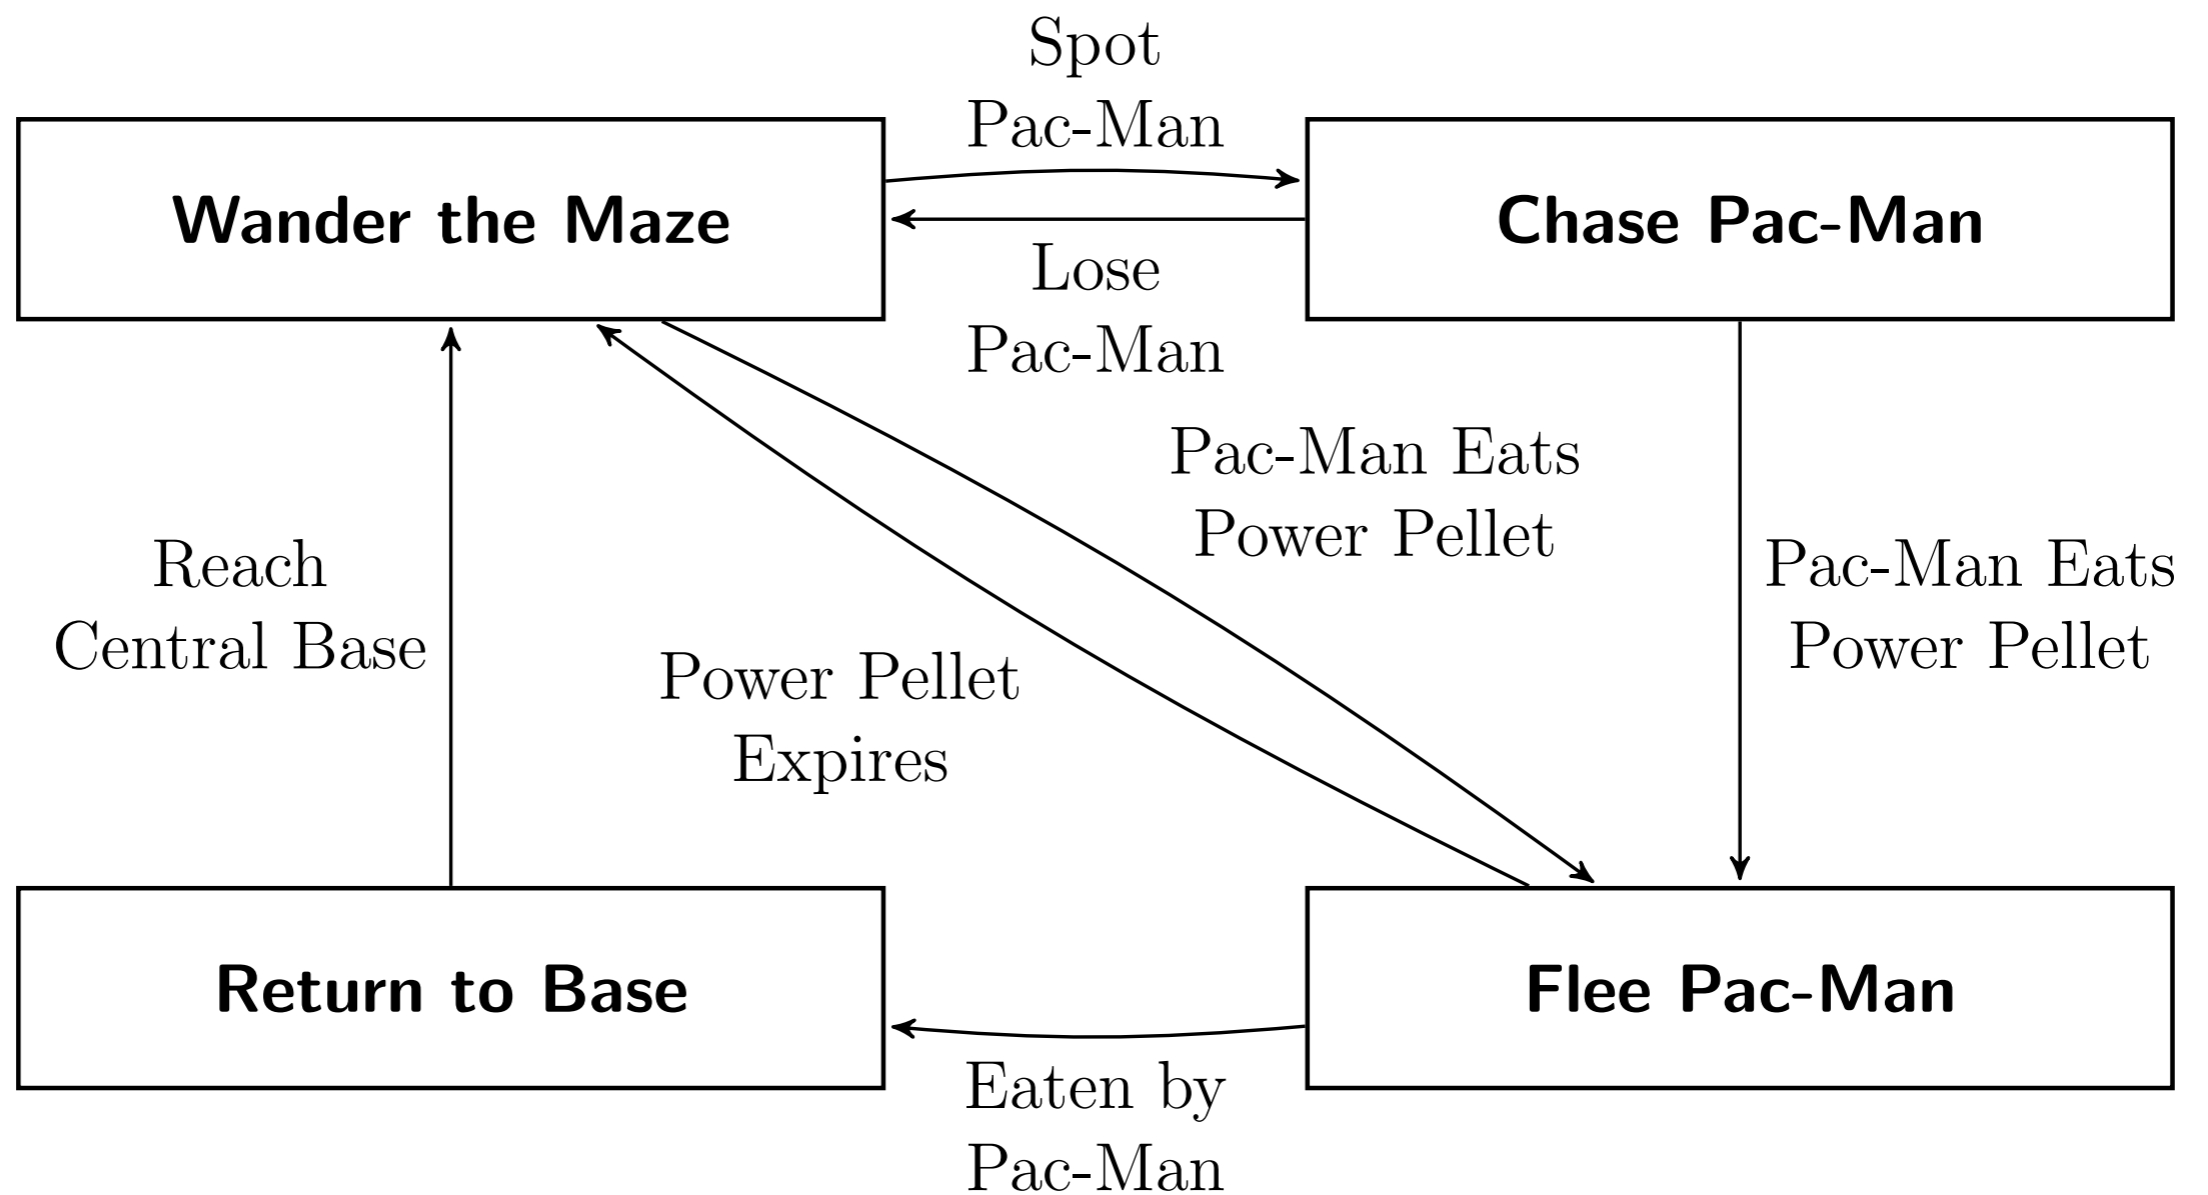 Spot
Pac-Man
Wander the Maze
Chase Pac-Man
Lose
Pac-Man
Pac-Man Eats
Power Pellet
Reach
Central Base
Pac-Man Eats
Power Pellet
Power Pellet
Expires
Return to Base
Flee Pac-Man
Eaten by
Pac-Man